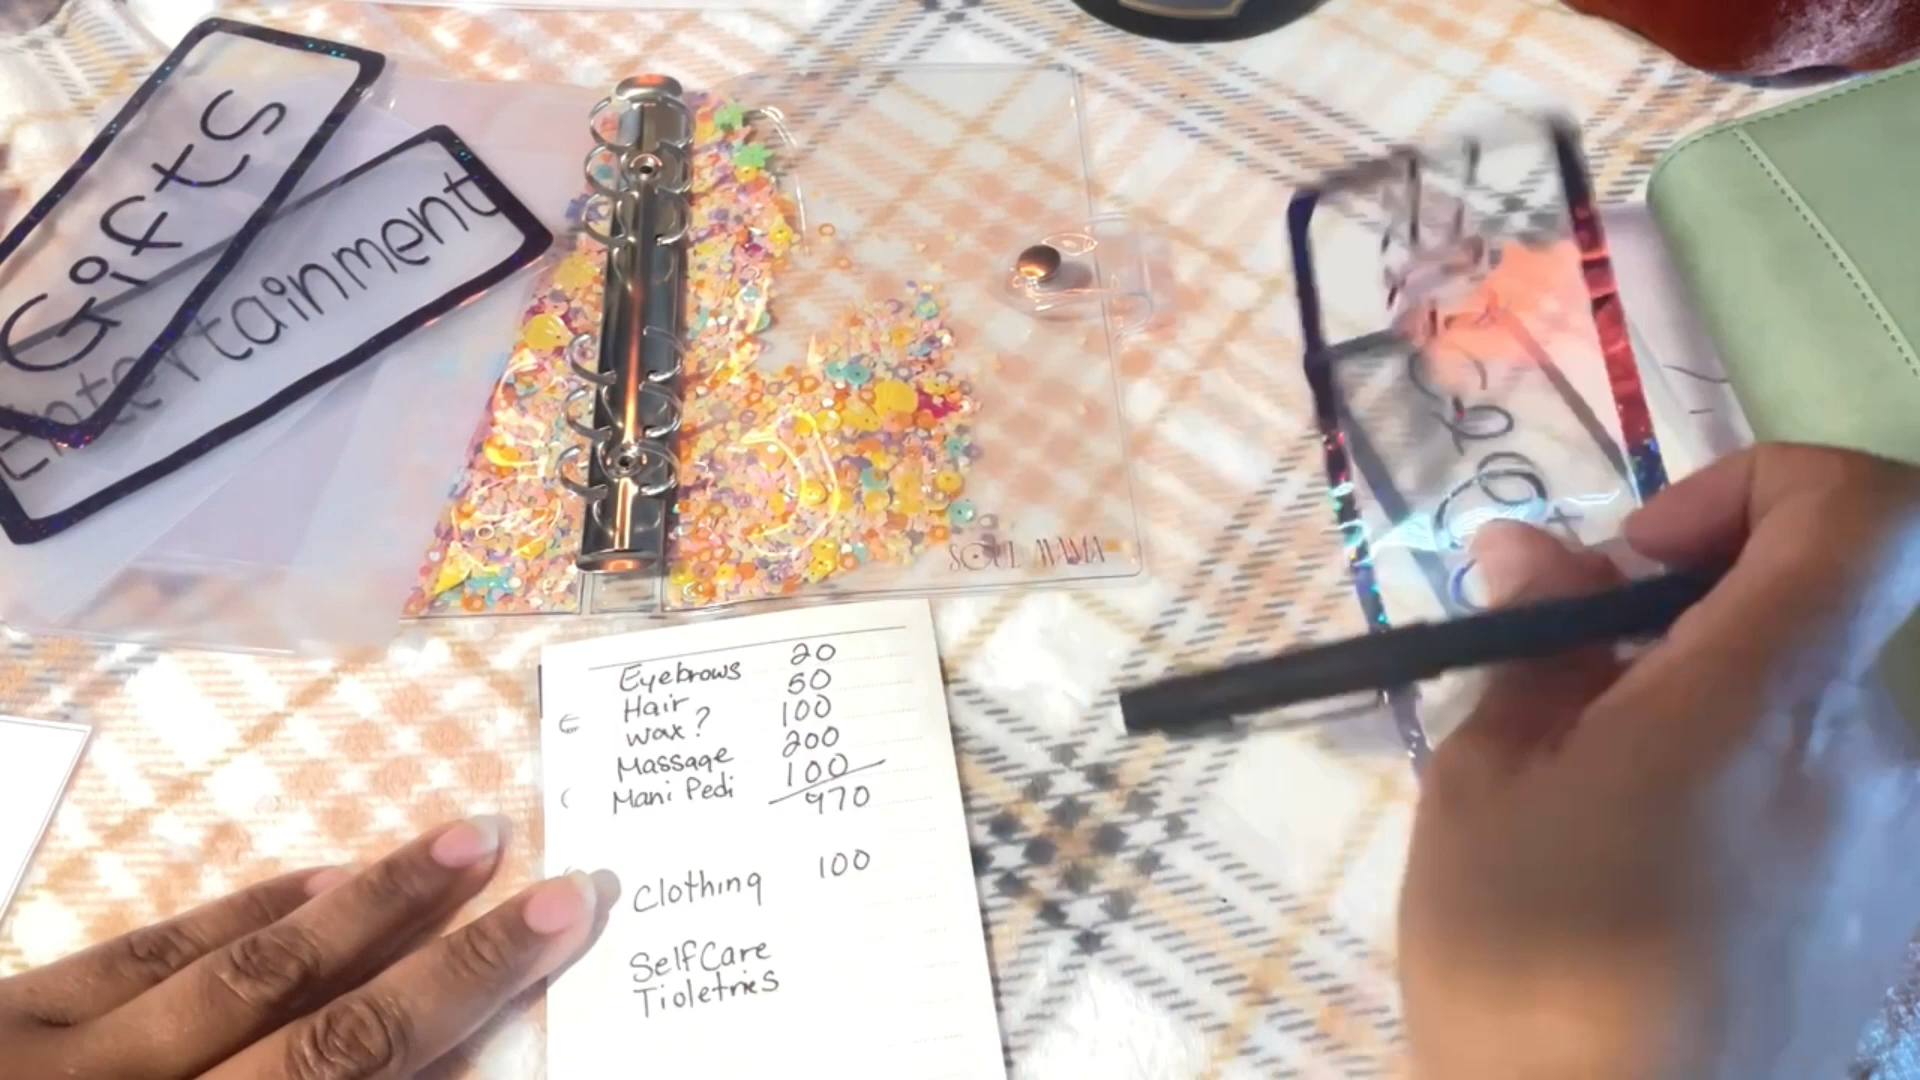 Gifts
Entertainment
SOUL MAMA
Eyebrows 20
Hair 50
wax? 100
Massage 200
Mani Pedi 100
470
Clothing 100
SelfCare
Tioletries